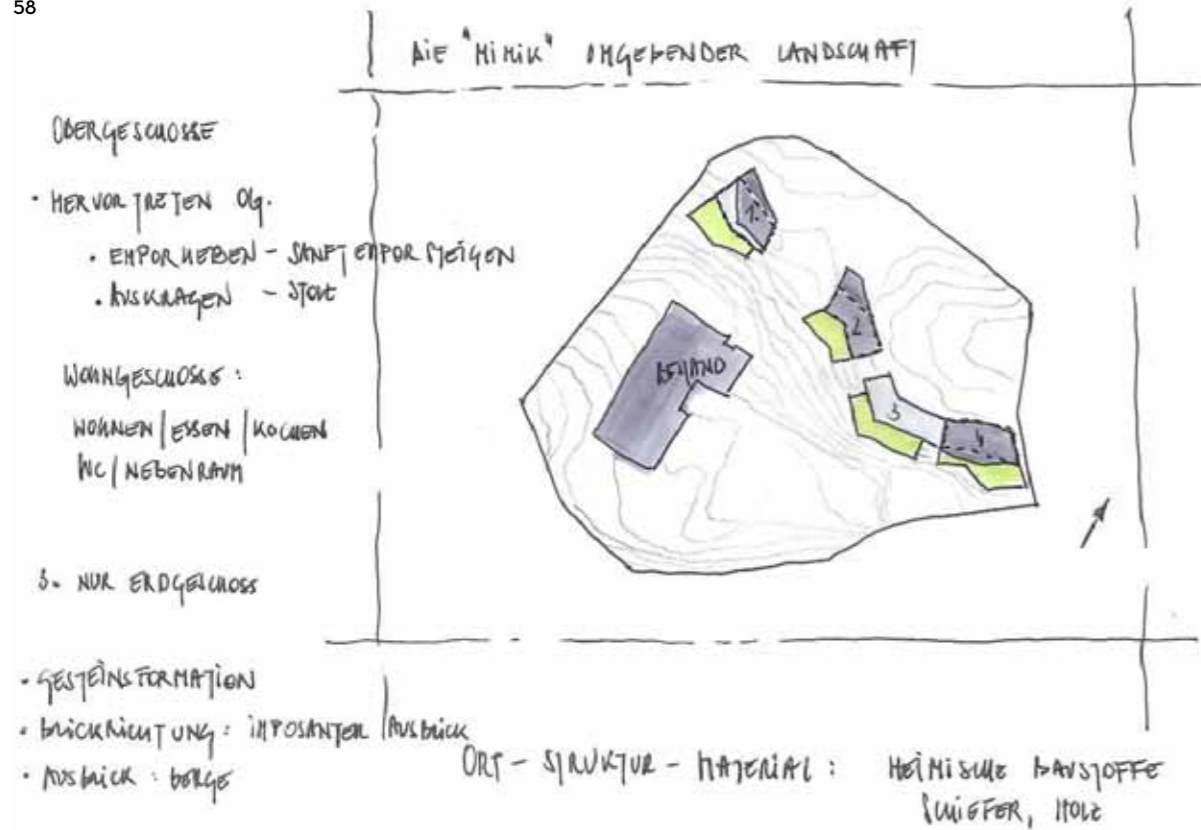 58
DIE "MIMIK" UMGEBENDER LANDSCHAFT
OBERGESCHOSSE
• HERVORTRETEN OG.
• EMPORHEBEN – SANFT EMPORSTEIGEN
• AUSKRAGEN – STOLZ
WOHNGESCHOSSE:
WOHNEN | ESSEN | KOCHEN
WC | NEBENRAUM
3. NUR ERDGESCHOSS
• GESTEINSFORMATION
• BLICKRICHTUNG: IMPOSANTER AUSBLICK
• AUSBLICK: BERGE
1.
2
BESTAND
3
4
ORT – STRUKTUR – MATERIAL: HEIMISCHE BAUSTOFFE
SCHIEFER, HOLZ